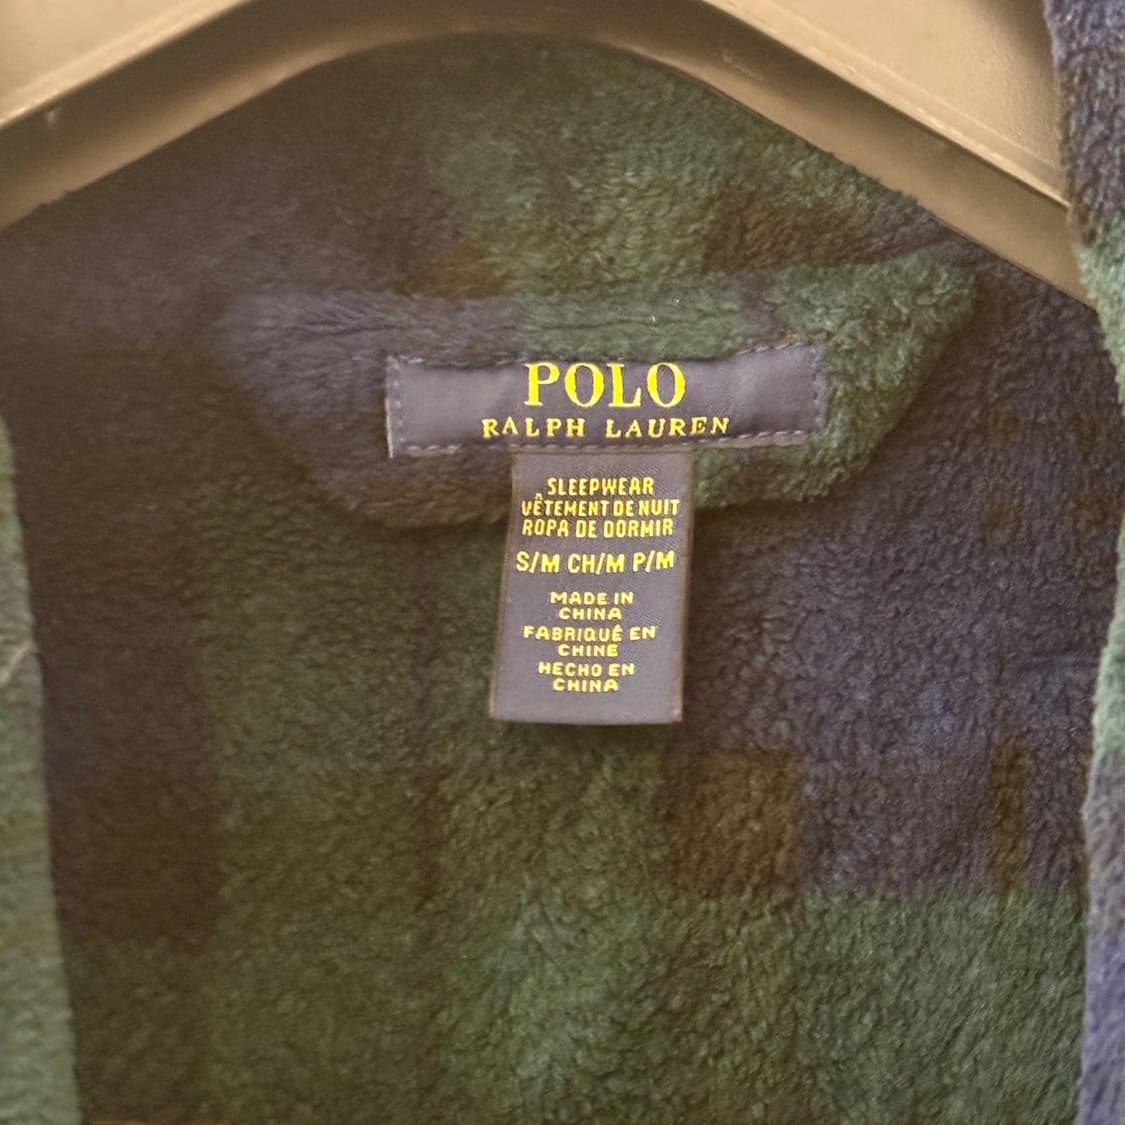 POLO
RALPH LAUREN
SLEEPWEAR
VÊTEMENT DE NUIT
ROPA DE DORMIR
S/M CH/M P/M
MADE IN
CHINA
FABRIQUÉ EN
CHINE
HECHO EN
CHINA